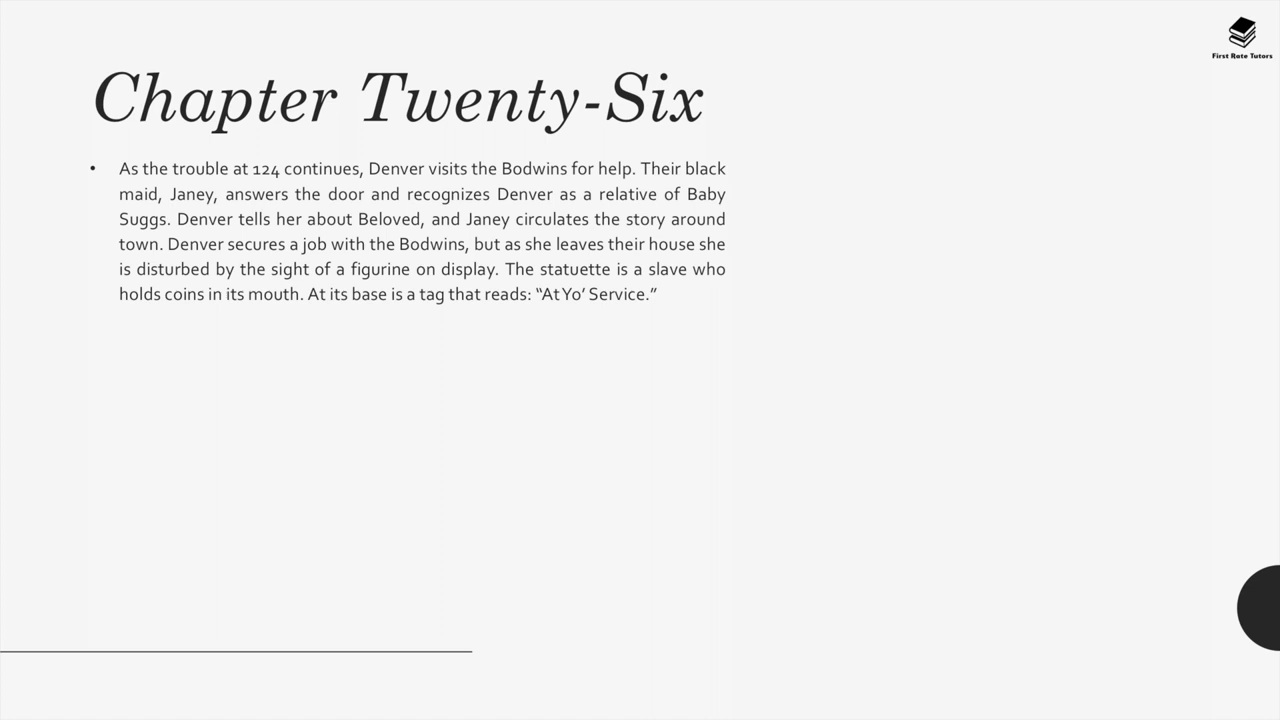 First Rate Tutors
Chapter Twenty-Six
• As the trouble at 124 continues, Denver visits the Bodwins for help. Their black
maid, Janey, answers the door and recognizes Denver as a relative of Baby
Suggs. Denver tells her about Beloved, and Janey circulates the story around
town. Denver secures a job with the Bodwins, but as she leaves their house she
is disturbed by the sight of a figurine on display. The statuette is a slave who
holds coins in its mouth. At its base is a tag that reads: “At Yo’ Service.”